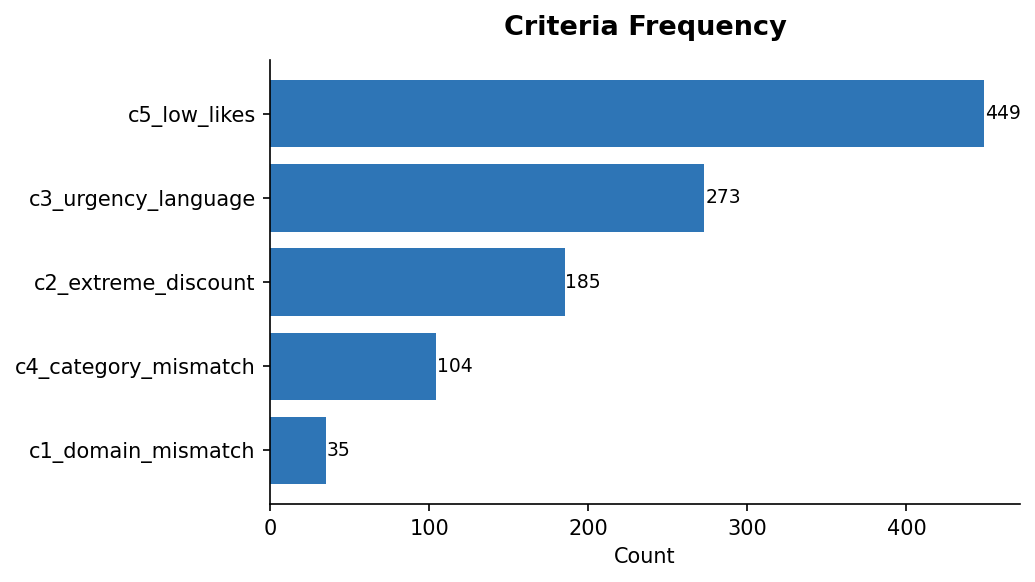 Criteria Frequency
c5_low_likes 449
c3_urgency_language 273
c2_extreme_discount 185
c4_category_mismatch 104
c1_domain_mismatch 35
0 100 200 300 400
Count